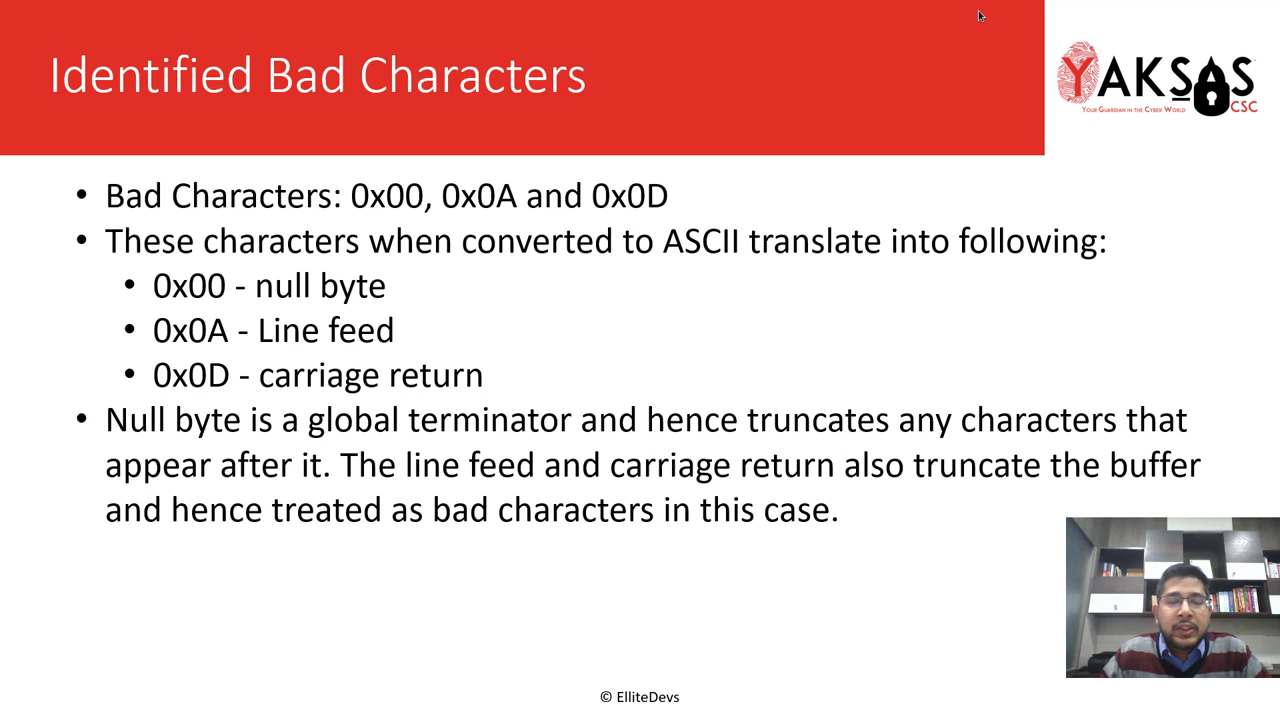 Identified Bad Characters
YAKSAS
YOUR GUARDIAN IN THE CYBER WORLD
CSC
• Bad Characters: 0x00, 0x0A and 0x0D
• These characters when converted to ASCII translate into following:
• 0x00 - null byte
• 0x0A - Line feed
• 0x0D - carriage return
• Null byte is a global terminator and hence truncates any characters that
appear after it. The line feed and carriage return also truncate the buffer
and hence treated as bad characters in this case.
© ElliteDevs